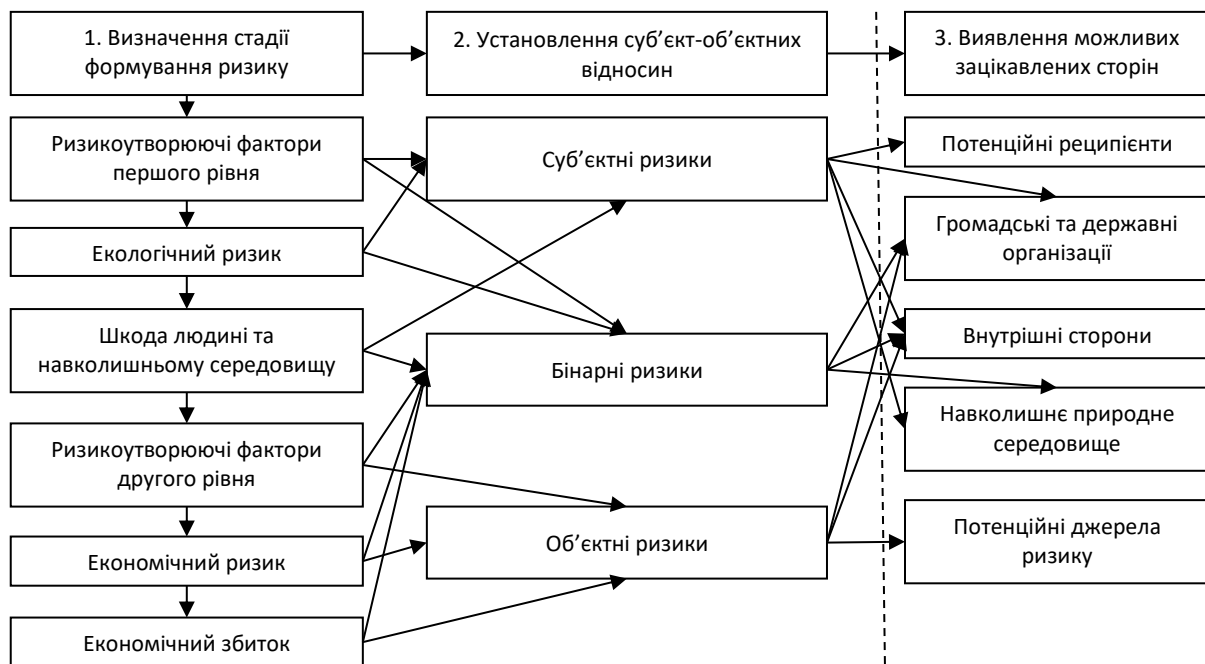 1. Визначення стадії
формування ризику
2. Установлення суб’єкт-об’єктних
відносин
3. Виявлення можливих
зацікавлених сторін
Ризикоутворюючі фактори
першого рівня
Екологічний ризик
Шкода людині та
навколишньому середовищу
Ризикоутворюючі фактори
другого рівня
Економічний ризик
Економічний збиток
Суб’єктні ризики
Бінарні ризики
Об’єктні ризики
Потенційні реципієнти
Громадські та державні
організації
Внутрішні сторони
Навколишнє природне
середовище
Потенційні джерела
ризику